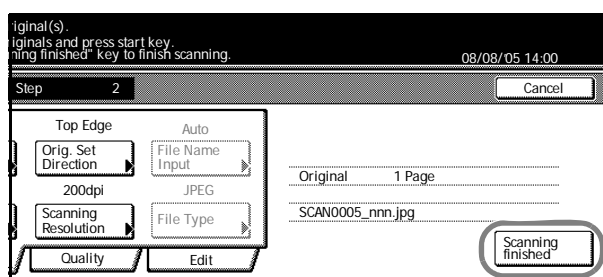 iginal(s).
iginals and press start key.
ning finished" key to finish scanning.
08/08/'05 14:00
Step 2
Cancel
Top Edge
Auto
Orig. Set
Direction
File Name
Input
Original 1 Page
200dpi
JPEG
SCAN0005_nnn.jpg
Scanning
Resolution
File Type
Scanning
finished
Quality
Edit